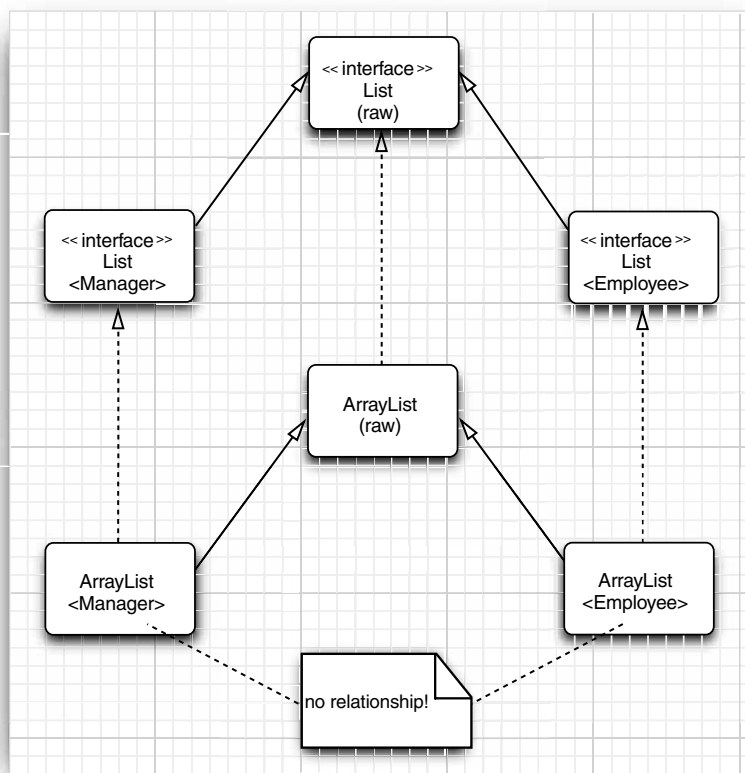 << interface >>
List
(raw)
<< interface >>
List
<Manager>
<< interface >>
List
<Employee>
ArrayList
(raw)
ArrayList
<Manager>
ArrayList
<Employee>
no relationship!